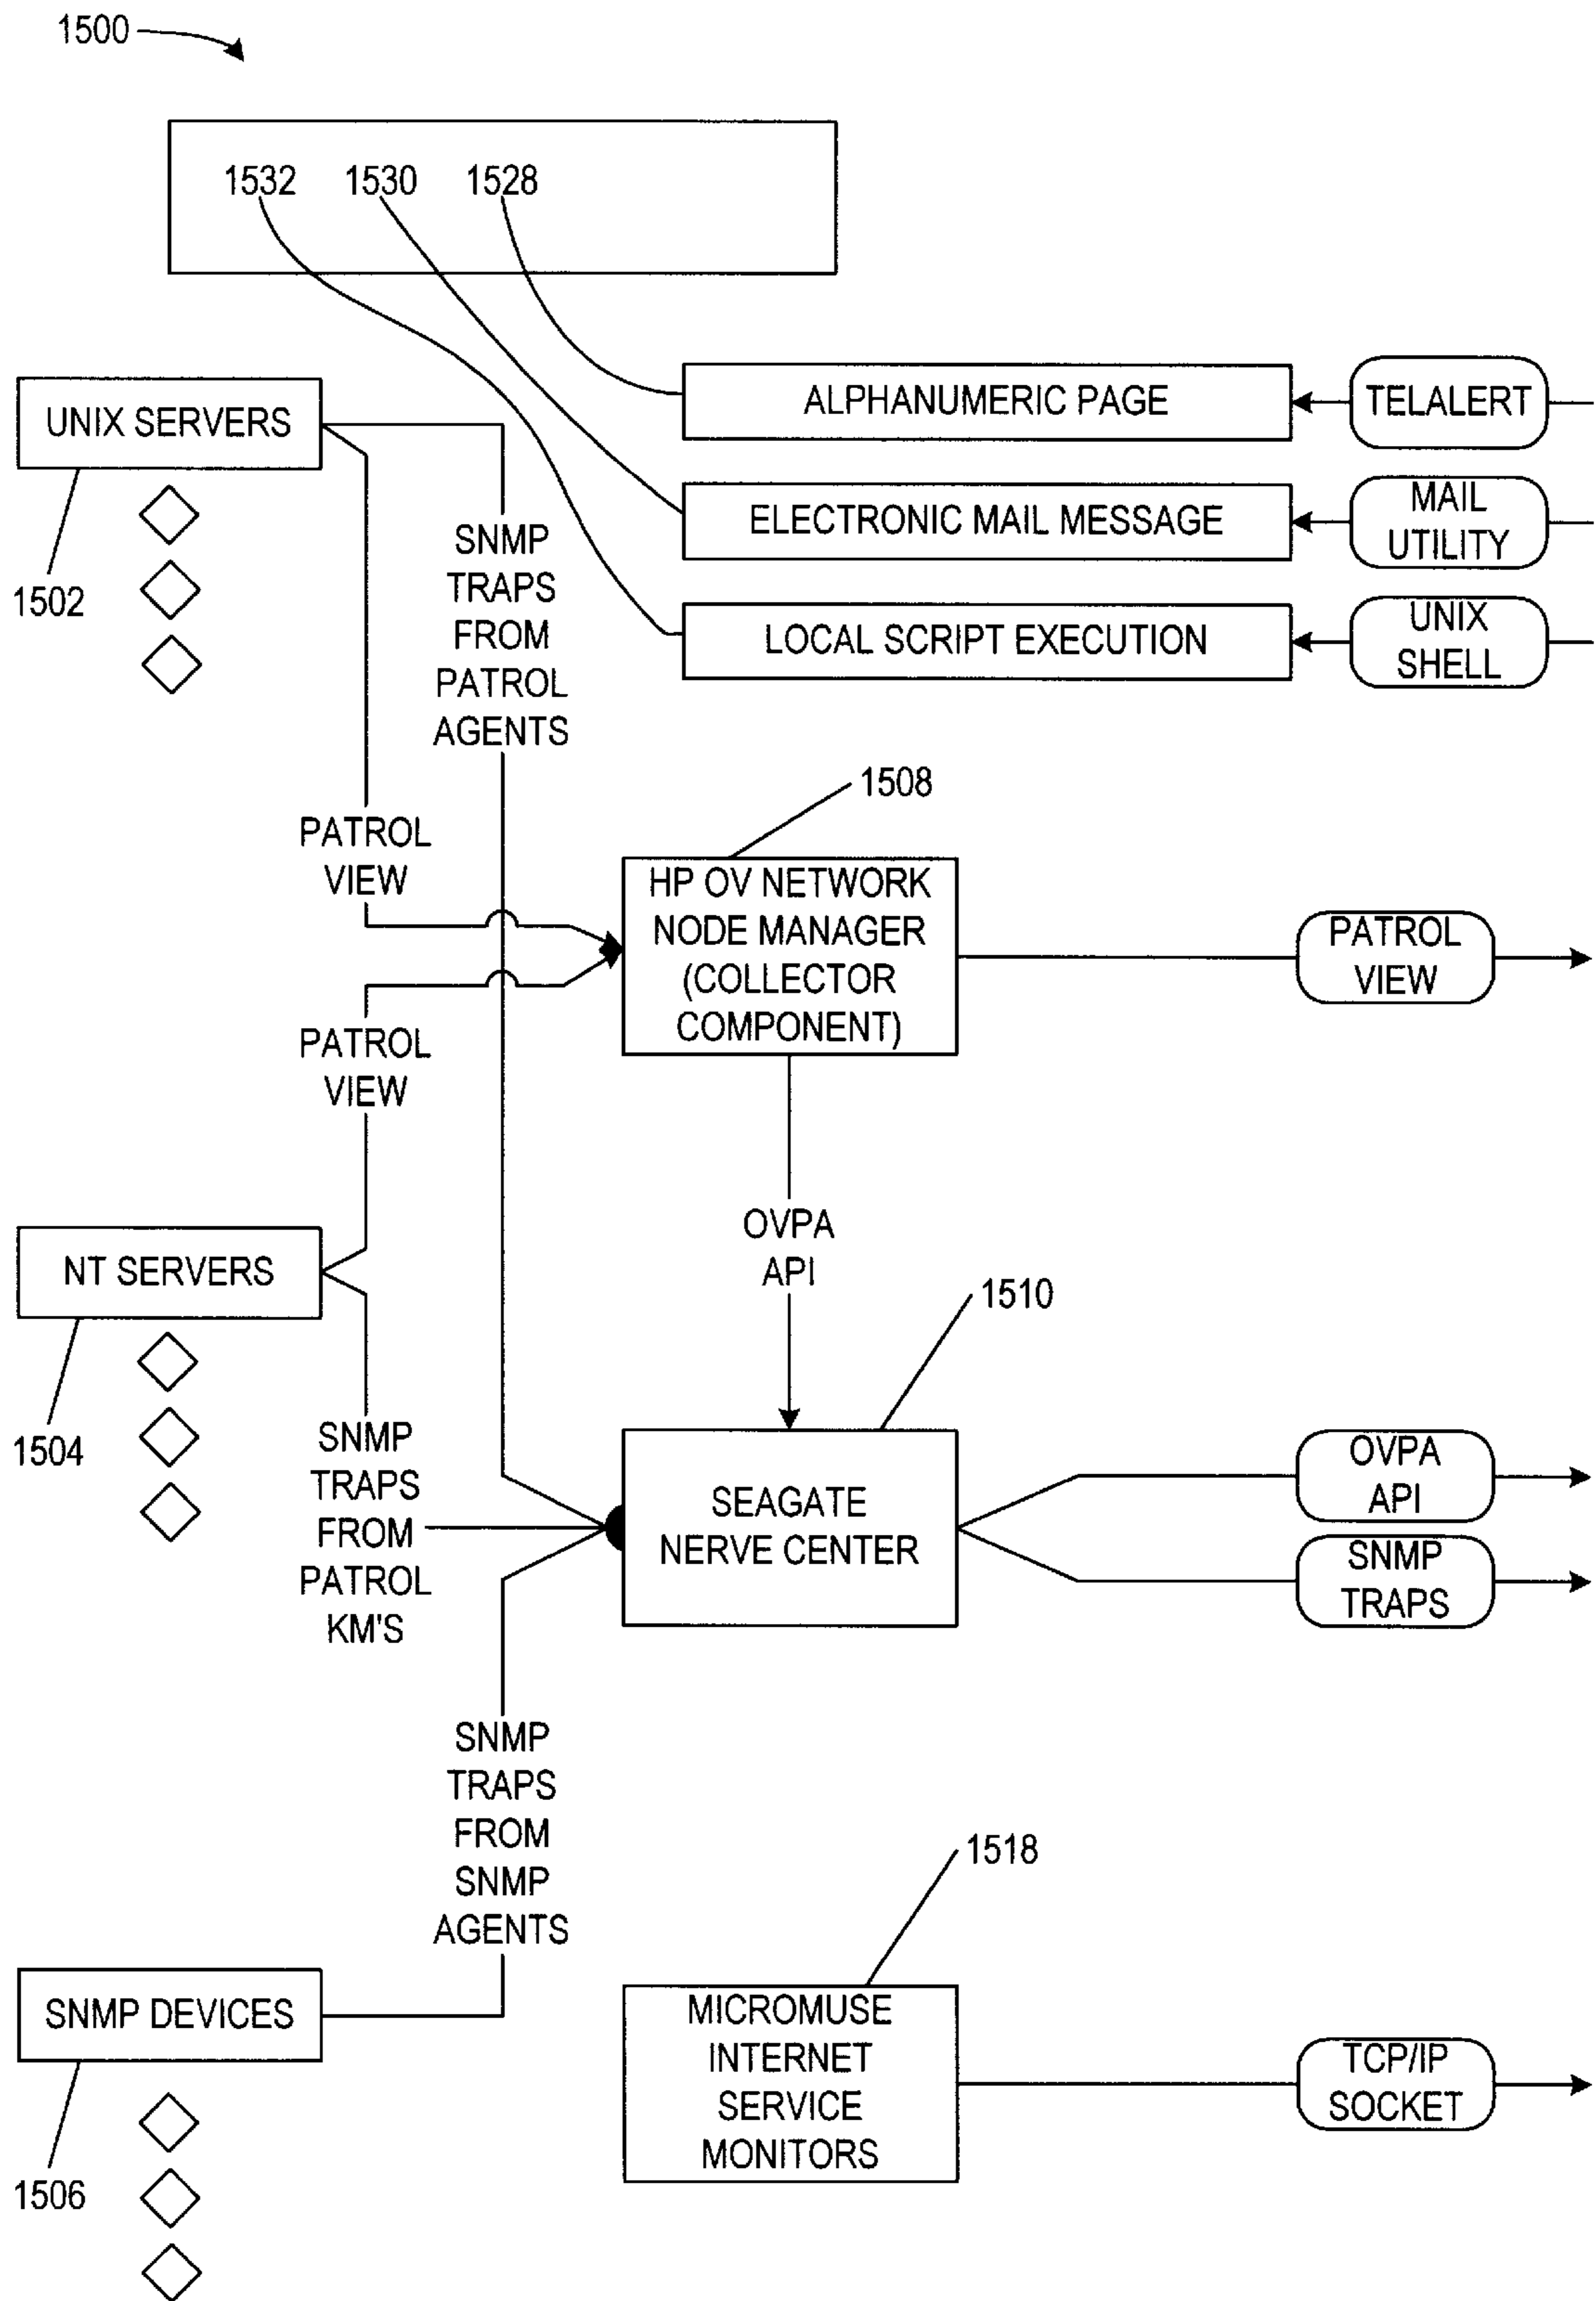 1500
1532 1530 1528
ALPHANUMERIC PAGE
TELALERT
UNIX SERVERS
1502
ELECTRONIC MAIL MESSAGE
MAIL
UTILITY
LOCAL SCRIPT EXECUTION
UNIX
SHELL
SNMP
TRAPS
FROM
PATROL
AGENTS
PATROL
VIEW
1508
HP OV NETWORK
NODE MANAGER
(COLLECTOR
COMPONENT)
PATROL
VIEW
PATROL
VIEW
OVPA
API
NT SERVERS
1504
1510
SNMP
TRAPS
FROM
PATROL
KM'S
SEAGATE
NERVE CENTER
OVPA
API
SNMP
TRAPS
SNMP
TRAPS
FROM
SNMP
AGENTS
1518
SNMP DEVICES
1506
MICROMUSE
INTERNET
SERVICE
MONITORS
TCP/IP
SOCKET